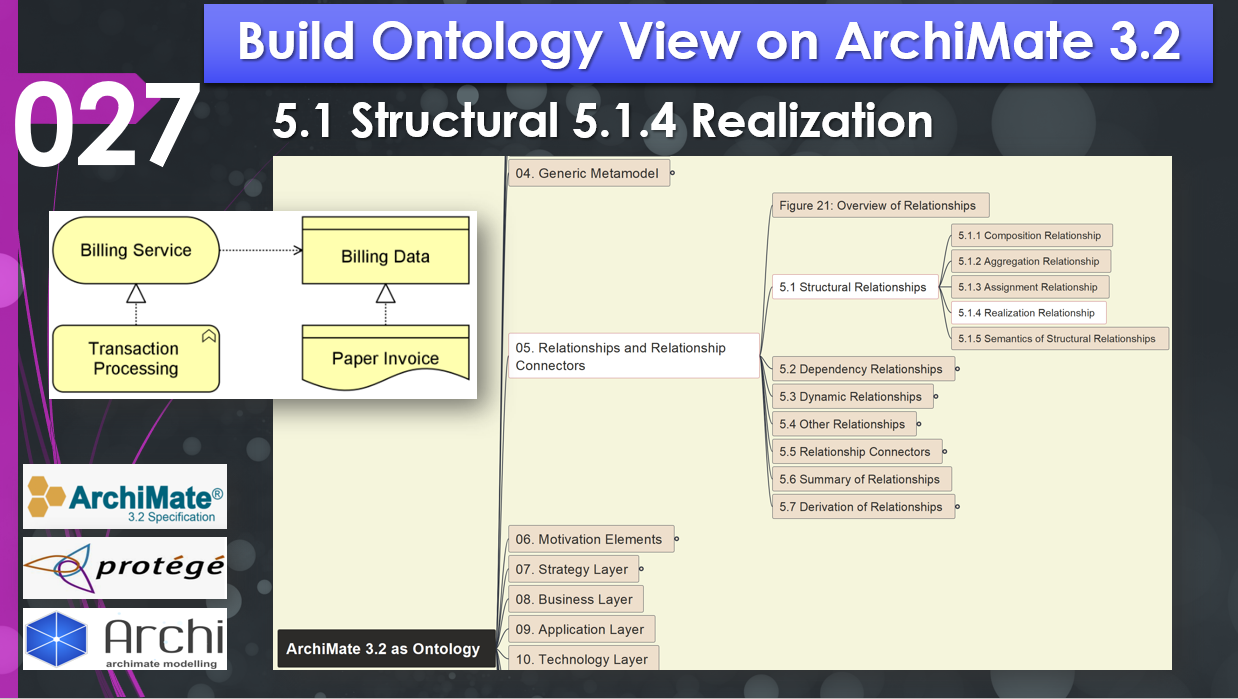 Build Ontology View on ArchiMate 3.2
027
5.1 Structural 5.1.4 Realization
04. Generic Metamodel
Figure 21: Overview of Relationships
5.1.1 Composition Relationship
5.1.2 Aggregation Relationship
5.1 Structural Relationships
5.1.3 Assignment Relationship
5.1.4 Realization Relationship
5.1.5 Semantics of Structural Relationships
05. Relationships and Relationship
Connectors
5.2 Dependency Relationships
5.3 Dynamic Relationships
5.4 Other Relationships
5.5 Relationship Connectors
5.6 Summary of Relationships
5.7 Derivation of Relationships
06. Motivation Elements
07. Strategy Layer
08. Business Layer
09. Application Layer
10. Technology Layer
ArchiMate 3.2 as Ontology
Billing Service
Billing Data
Transaction
Processing
Paper Invoice
ArchiMate®
3.2 Specification
protégé
Archi
archimate modelling